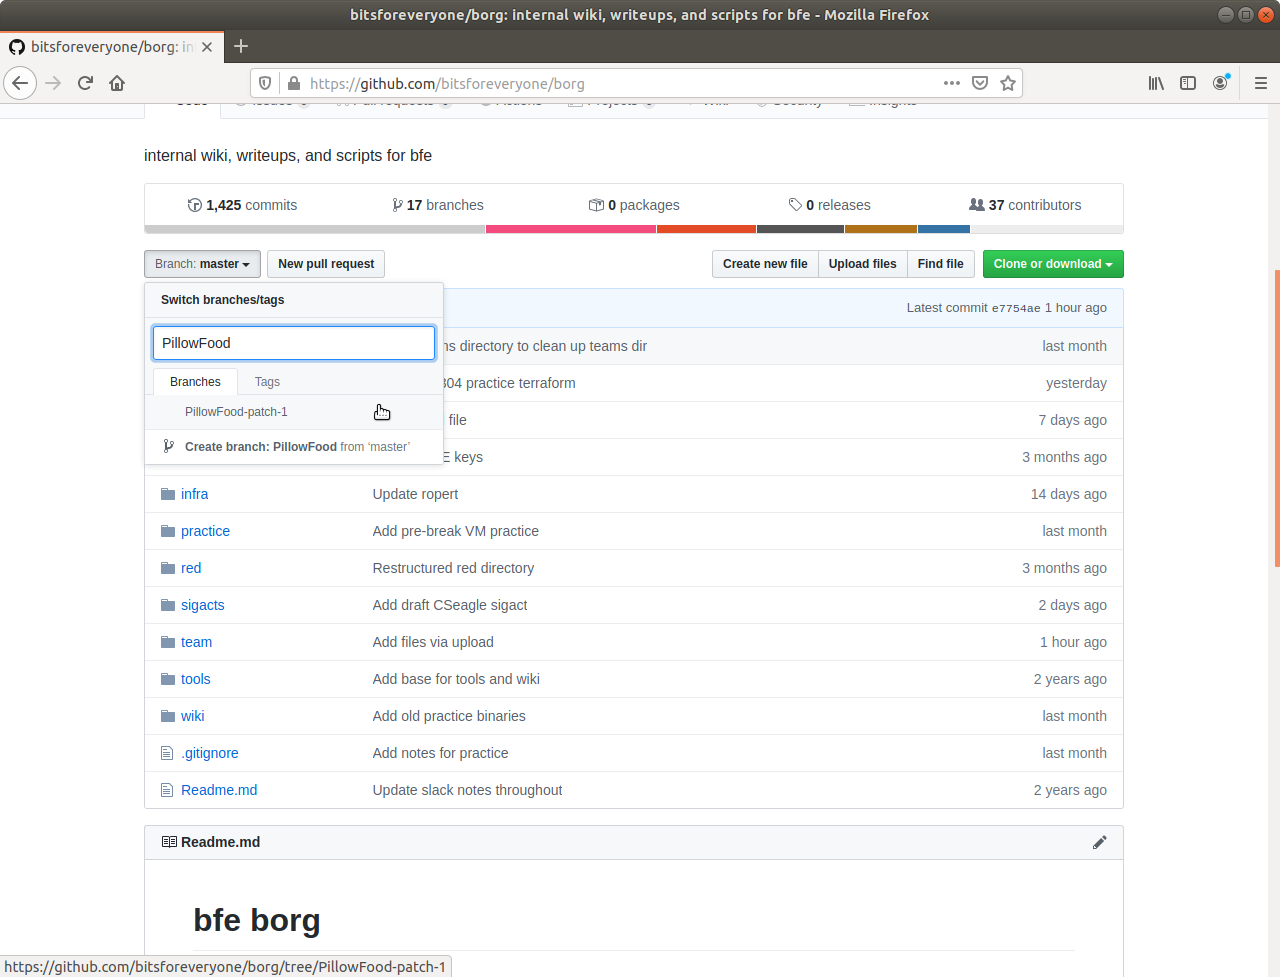 bitsforeveryone/borg: internal wiki, writeups, and scripts for bfe - Mozilla Firefox
bitsforeveryone/borg: in
https://github.com/bitsforeveryone/borg
Code Issues Pull requests Actions Projects Wiki Security Insights
internal wiki, writeups, and scripts for bfe
1,425 commits 17 branches 0 packages 0 releases 37 contributors
Branch: master New pull request Create new file Upload files Find file Clone or download
Switch branches/tags
Latest commit e7754ae 1 hour ago
PillowFood
directory to clean up teams dir last month
Branches Tags
practice terraform yesterday
PillowFood-patch-1
file 7 days ago
Create branch: PillowFood from ‘master’
keys 3 months ago
infra Update ropert 14 days ago
practice Add pre-break VM practice last month
red Restructured red directory 3 months ago
sigacts Add draft CSeagle sigact 2 days ago
team Add files via upload 1 hour ago
tools Add base for tools and wiki 2 years ago
wiki Add old practice binaries last month
.gitignore Add notes for practice last month
Readme.md Update slack notes throughout 2 years ago
Readme.md
bfe borg
https://github.com/bitsforeveryone/borg/tree/PillowFood-patch-1